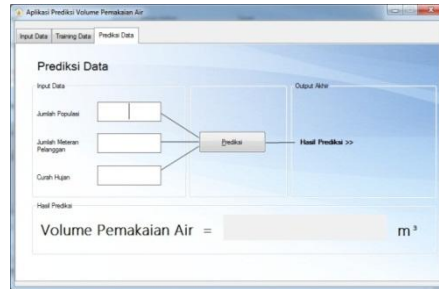 Aplikasi Prediksi Volume Pemakaian Air
Input Data Training Data Prediksi Data
Prediksi Data
Input Data
Output Akhir
Jumlah Populasi
Jumlah Meteran
Pelanggan
Prediksi
Hasil Prediksi >>
Curah Hujan
Hasil Prediksi
Volume Pemakaian Air = m³